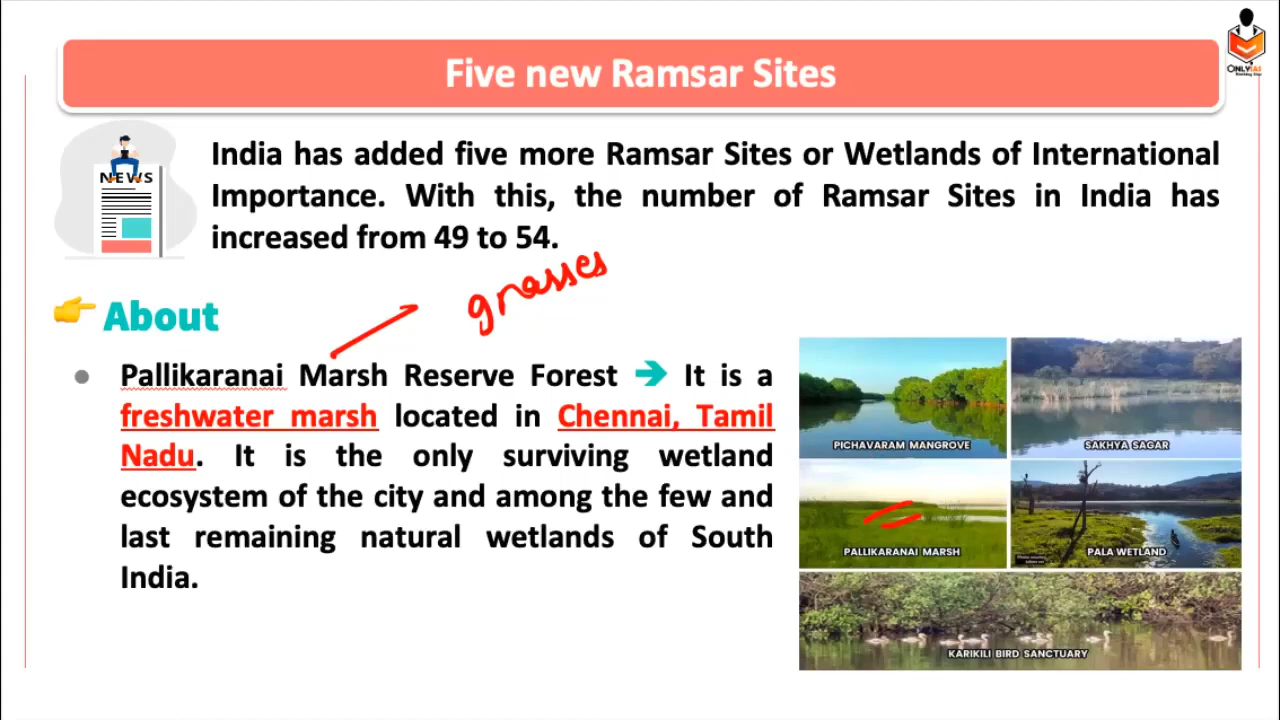 Five new Ramsar Sites
ONLYIAS
NEWS
India has added five more Ramsar Sites or Wetlands of International
Importance. With this, the number of Ramsar Sites in India has
increased from 49 to 54.
grasses
About
Pallikaranai Marsh Reserve Forest → It is a
freshwater marsh located in Chennai, Tamil
Nadu. It is the only surviving wetland
ecosystem of the city and among the few and
last remaining natural wetlands of South
India.
PICHAVARAM MANGROVE
SAKHYA SAGAR
PALLIKARANAI MARSH
PALA WETLAND
KARIKILI BIRD SANCTUARY